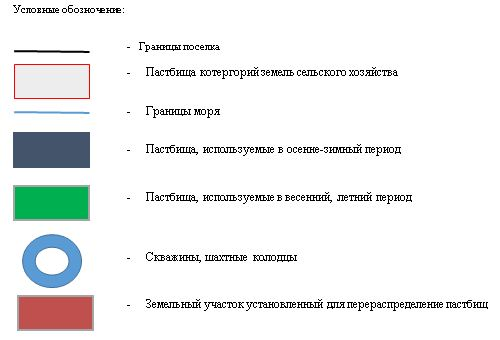 Условные обозначение:
- Границы поселка
- Пастбища котергорий земель сельского хозяйства
- Границы моря
- Пастбища, используемые в осенне-зимный период
- Пастбища, используемые в весенний, летний период
- Скважины, шахтные колодцы
- Земельный участок установленный для перераспределение пастбищ